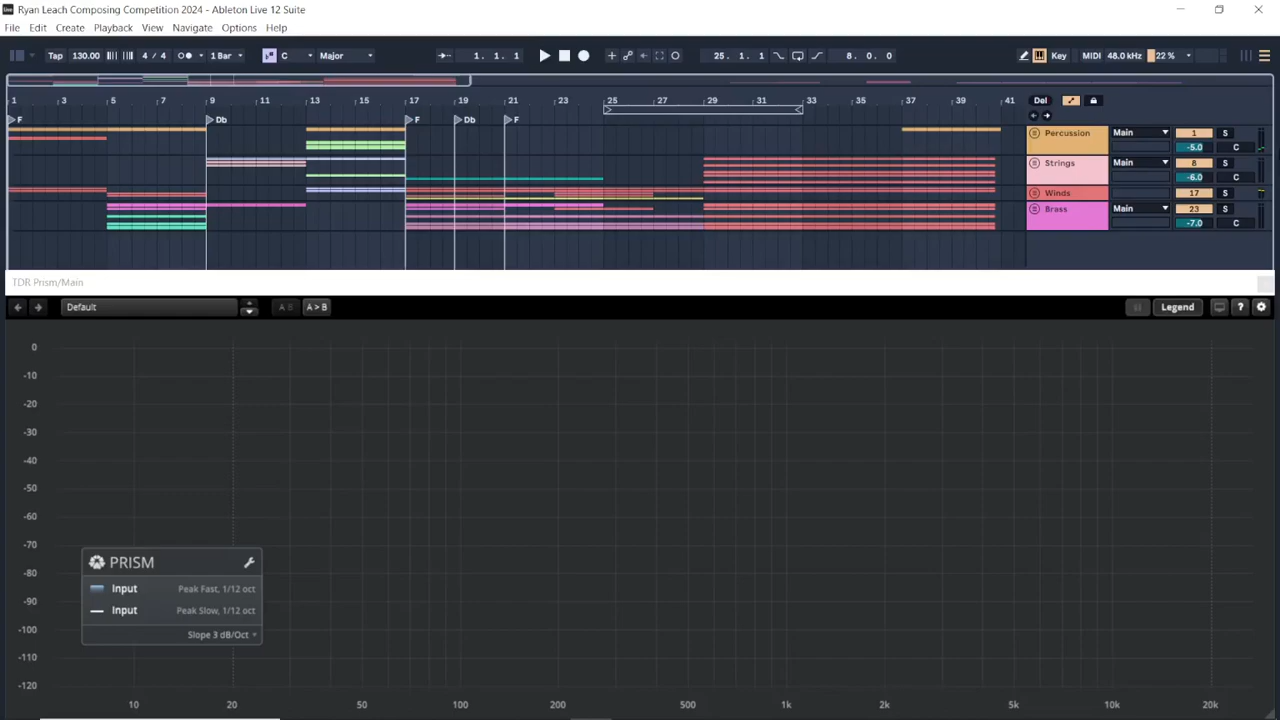 Ryan Leach Composing Competition 2024 - Ableton Live 12 Suite
File Edit Create Playback View Navigate Options Help
Tap 130.00 4 / 4 1 Bar C Major 1. 1. 1 25. 1. 1 8. 0. 0 Key MIDI 48.0 kHz 22 %
1 3 5 7 9 11 13 15 17 19 21 23 25 27 29 31 33 35 37 39 41 Del
F Db F Db F
Percussion Main 1 S
-5.0 C
Strings Main 8 S
-6.0 C
Winds 17 S
Brass Main 23 S
-7.0 C
TDR Prism/Main
Default A > B Legend ?
0
-10
-20
-30
-40
-50
-60
-70
-80
-90
-100
-110
-120
PRISM
Input Peak Fast, 1/12 oct
Input Peak Slow, 1/12 oct
Slope 3 dB/Oct
10 20 50 100 200 500 1k 2k 5k 10k 20k